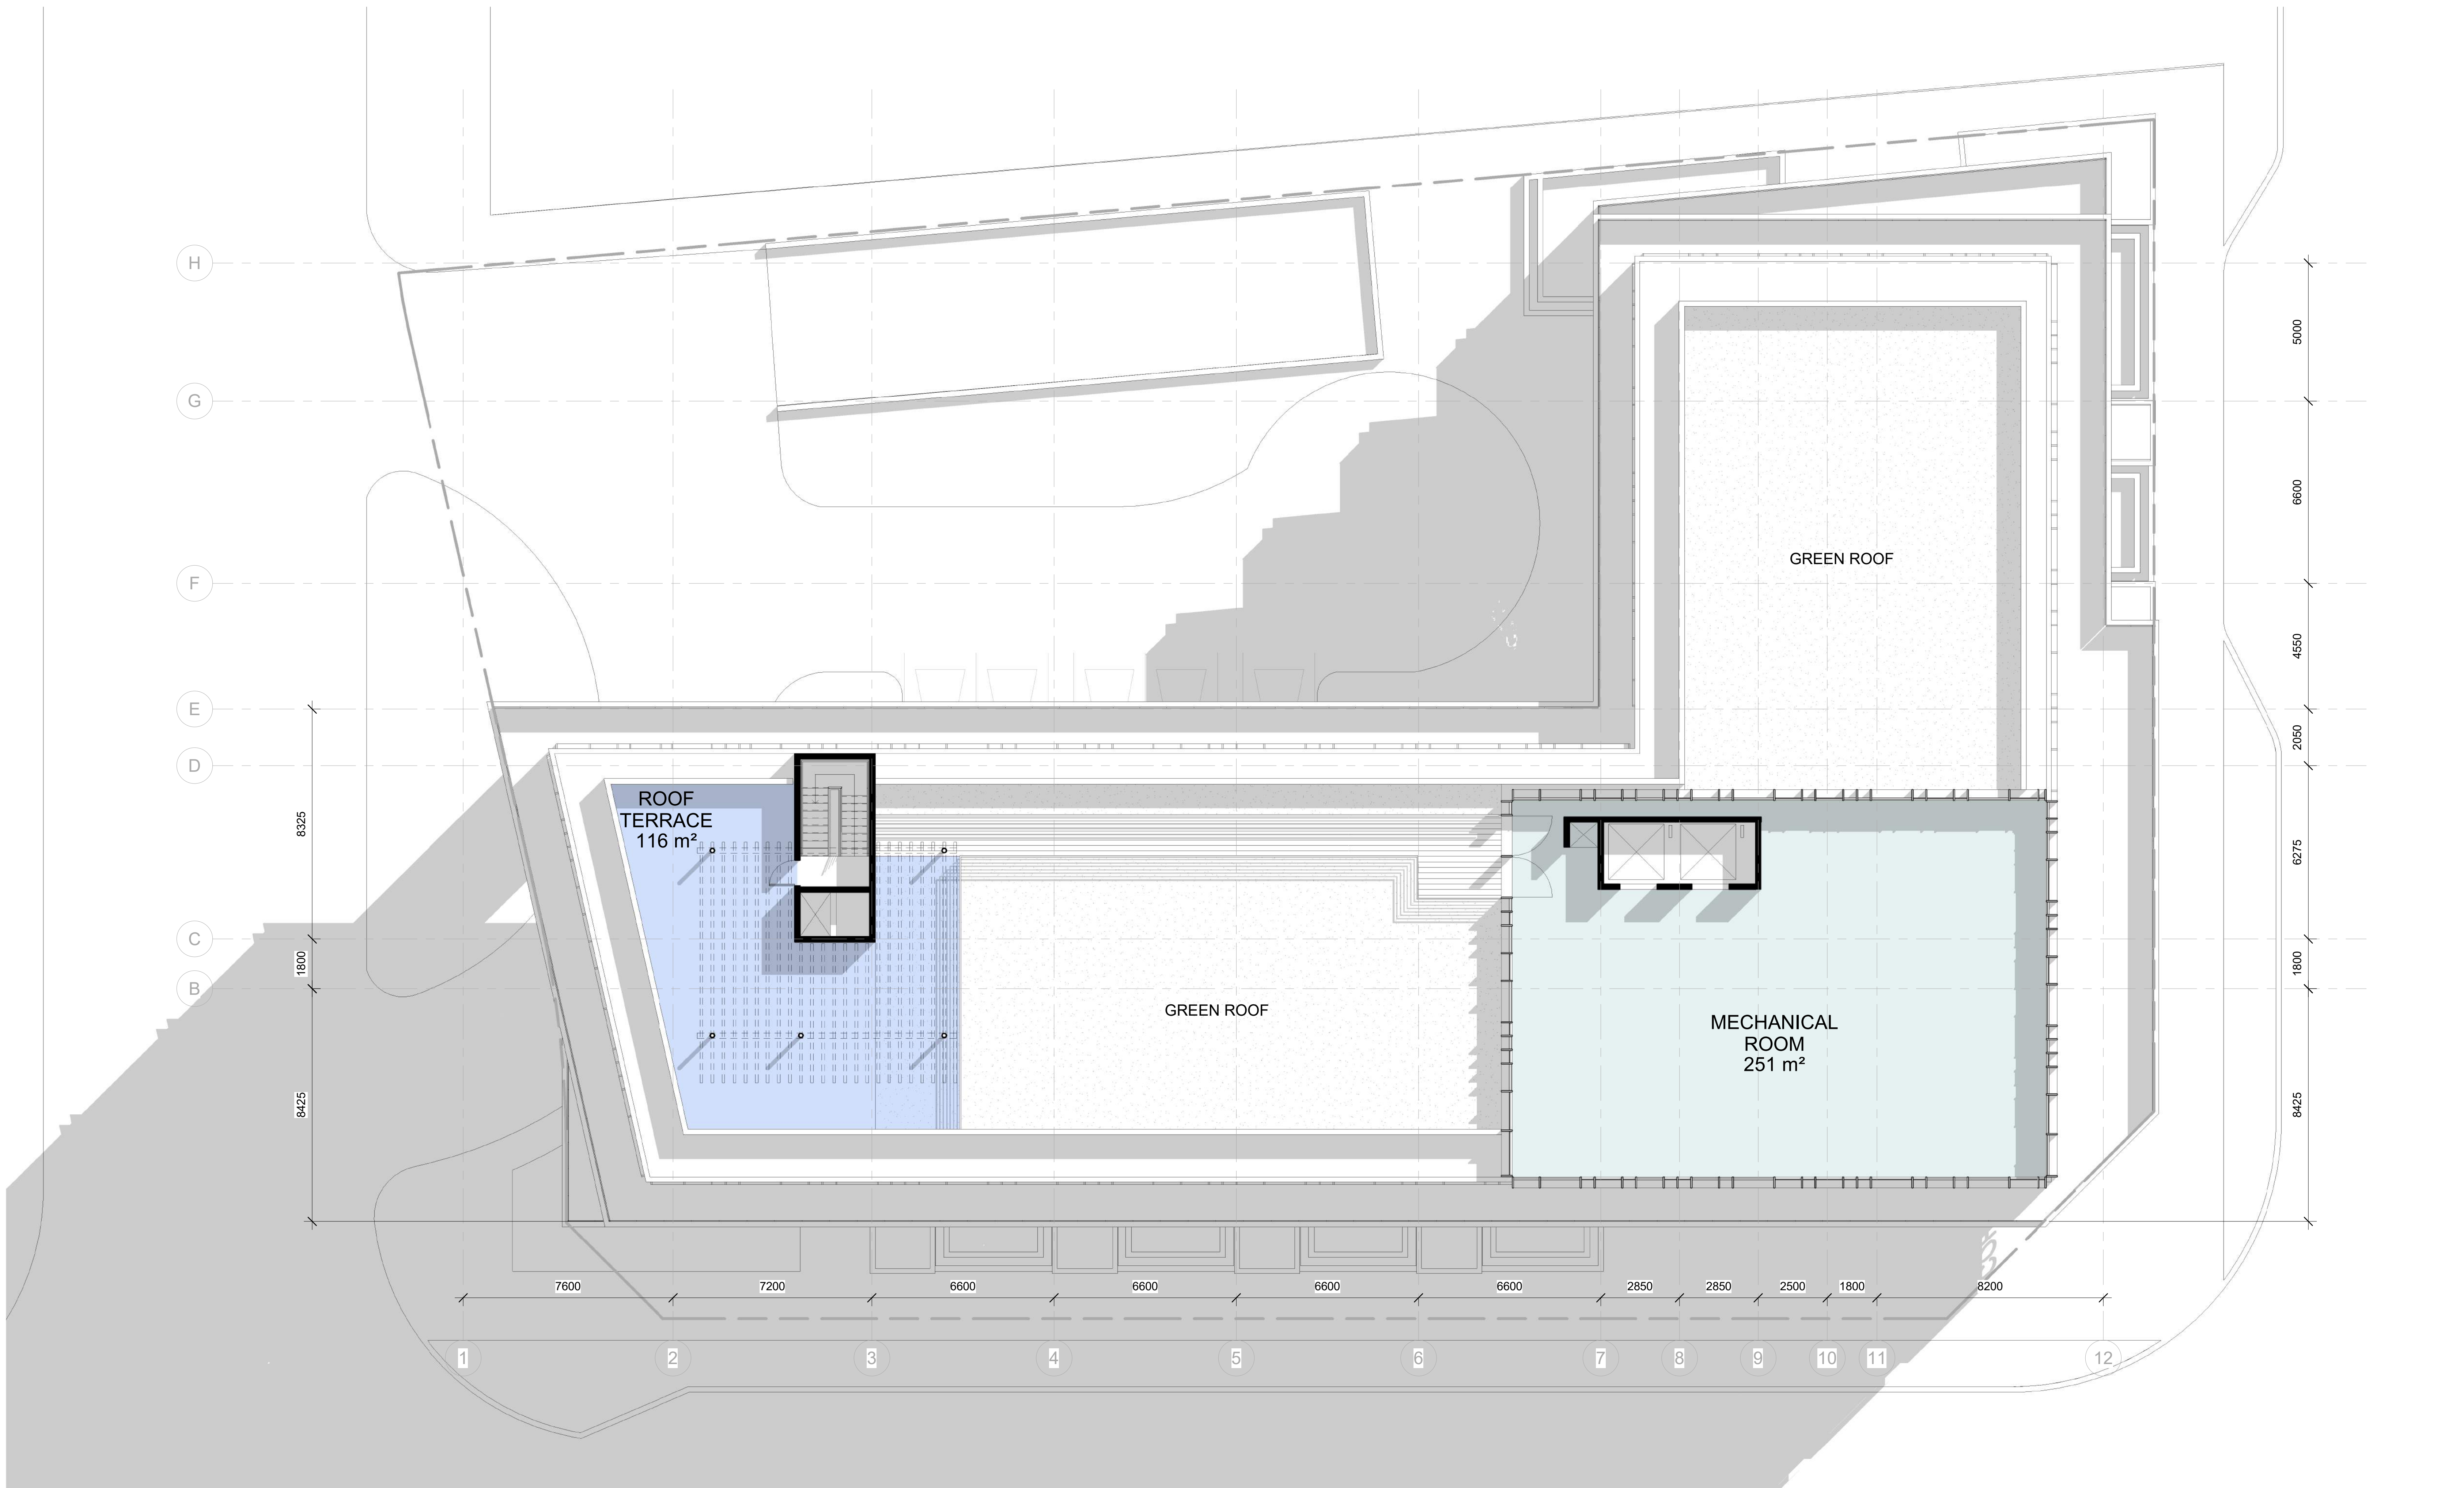 H
5000
G
6600
GREEN ROOF
F
4550
E
2050
D
ROOF
TERRACE
116 m²
8325
6275
C
1800
1800
B
GREEN ROOF
MECHANICAL
ROOM
251 m²
8425
8425
7600 7200 6600 6600 6600 6600 2850 2850 2500 1800 8200
1 2 3 4 5 6 7 8 9 10 11 12